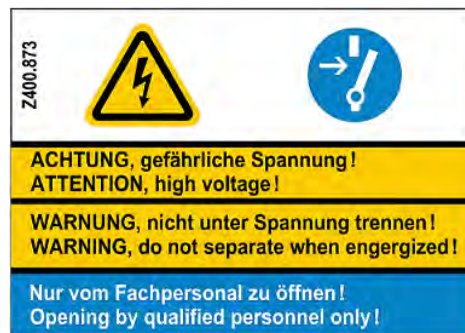 Z400.873
ACHTUNG, gefährliche Spannung!
ATTENTION, high voltage!
WARNUNG, nicht unter Spannung trennen!
WARNING, do not separate when engergized!
Nur vom Fachpersonal zu öffnen!
Opening by qualified personnel only!